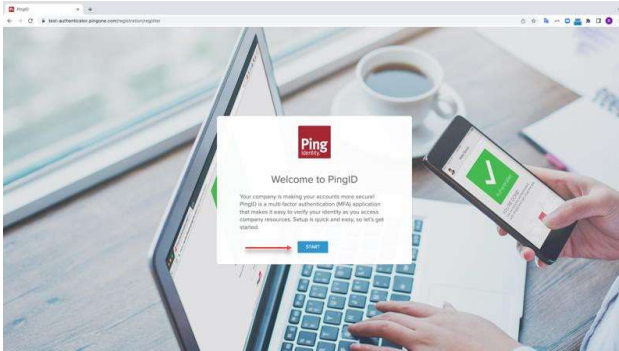 PingID
test-authenticator.pingone.com/registration/register
Ping
Identity
Welcome to PingID
Your company is making your accounts more secure!
PingID is a multi-factor authentication (MFA) application
that makes it easy to verify your identity as you access
company resources. Setup is quick and easy, so let's get
started.
START
Authenticated